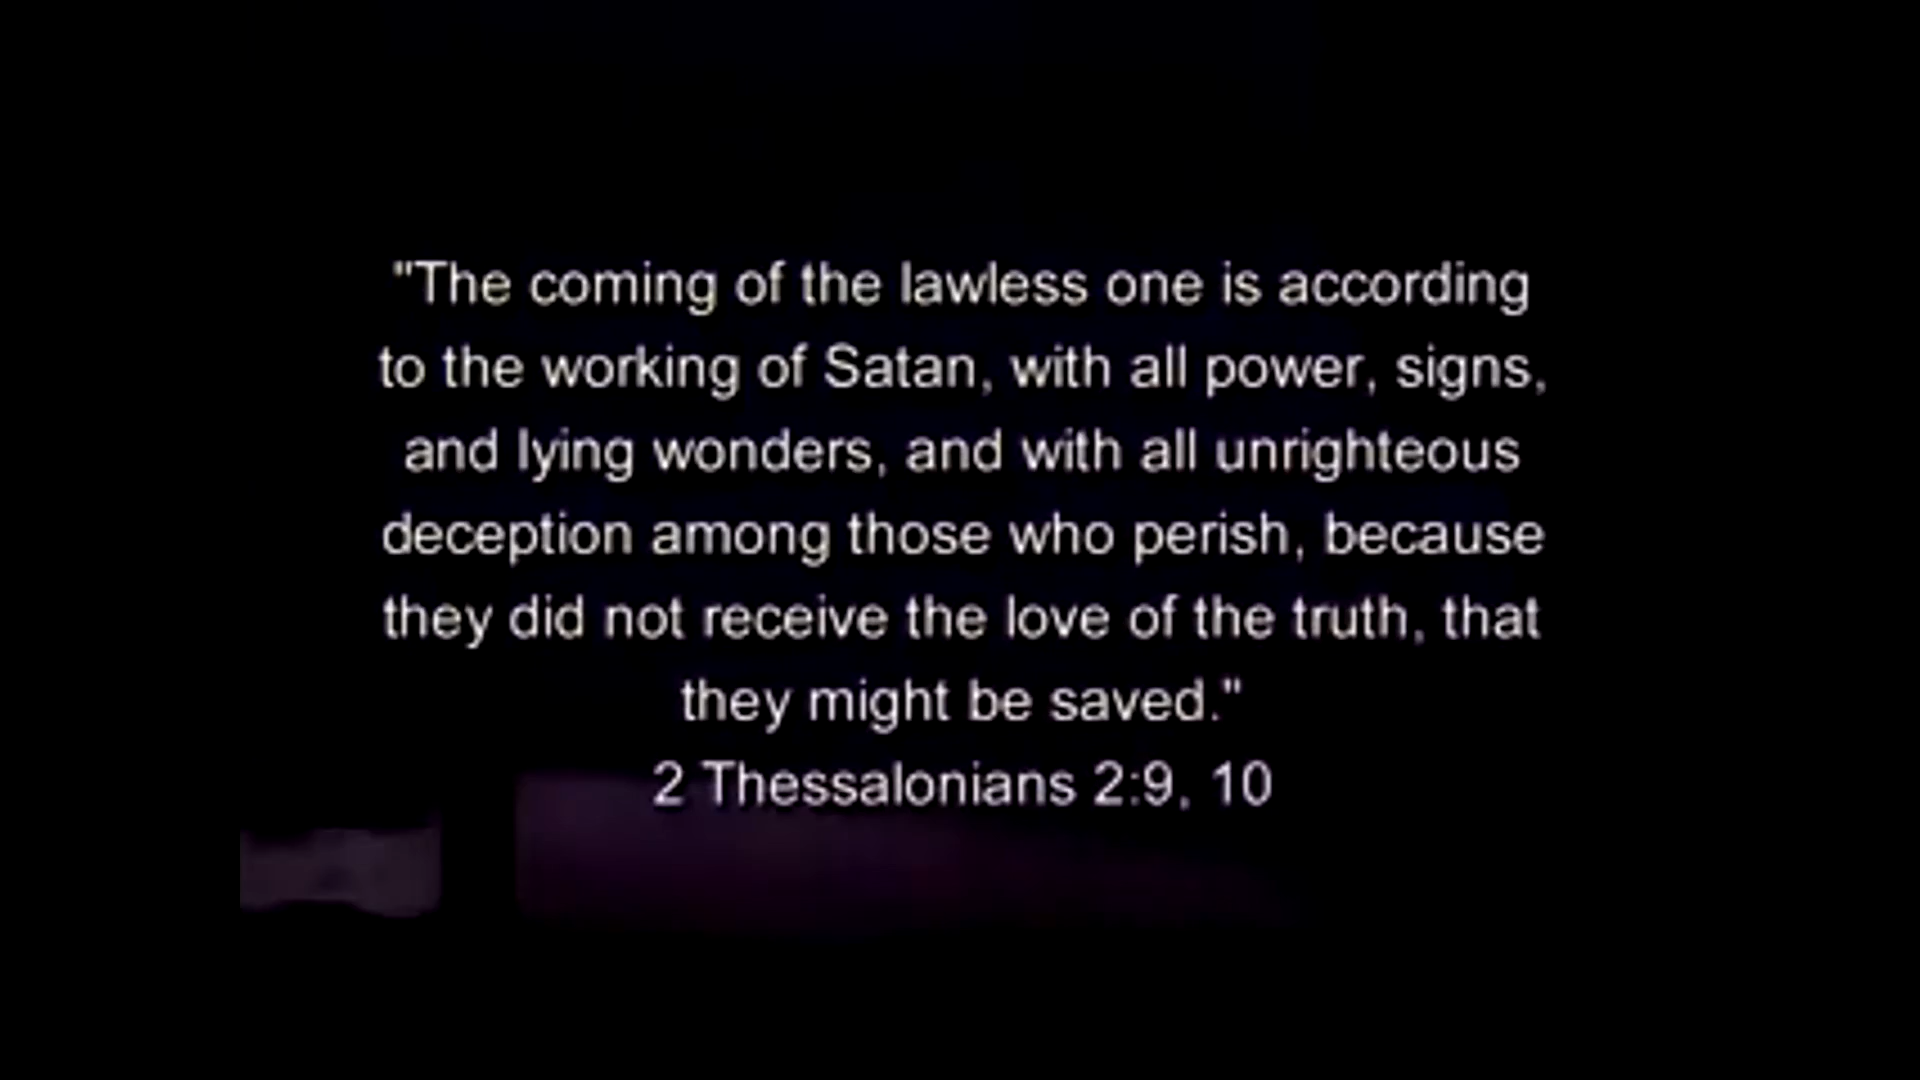 "The coming of the lawless one is according
to the working of Satan, with all power, signs,
and lying wonders, and with all unrighteous
deception among those who perish, because
they did not receive the love of the truth, that
they might be saved."
2 Thessalonians 2:9, 10